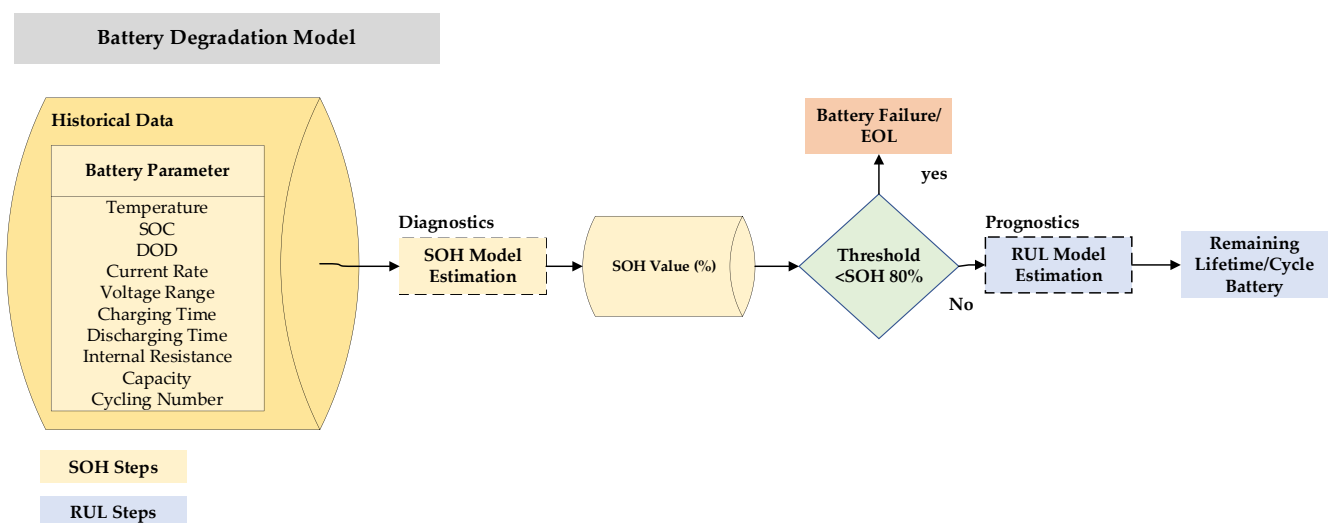 Battery Degradation Model
Historical Data
Battery Parameter
Temperature
SOC
DOD
Current Rate
Voltage Range
Charging Time
Discharging Time
Internal Resistance
Capacity
Cycling Number
Diagnostics
SOH Model
Estimation
SOH Value (%)
Battery Failure/
EOL
yes
Threshold
<SOH 80%
No
Prognostics
RUL Model
Estimation
Remaining
Lifetime/Cycle
Battery
SOH Steps
RUL Steps